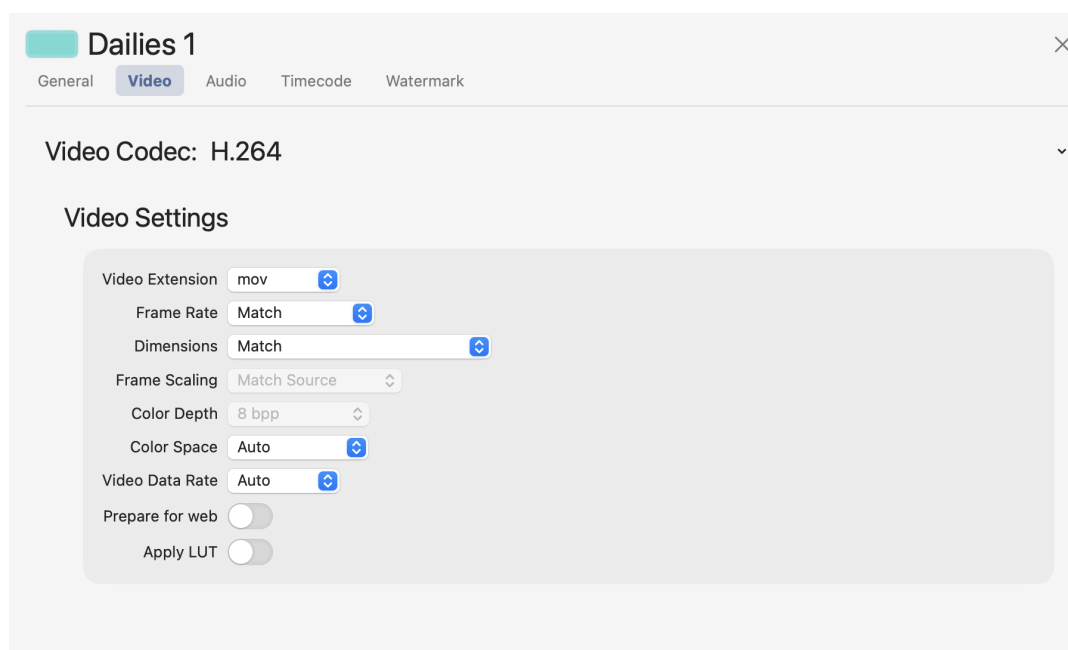 Dailies 1
General Video Audio Timecode Watermark
Video Codec: H.264
Video Settings
Video Extension mov
Frame Rate Match
Dimensions Match
Frame Scaling Match Source
Color Depth 8 bpp
Color Space Auto
Video Data Rate Auto
Prepare for web
Apply LUT